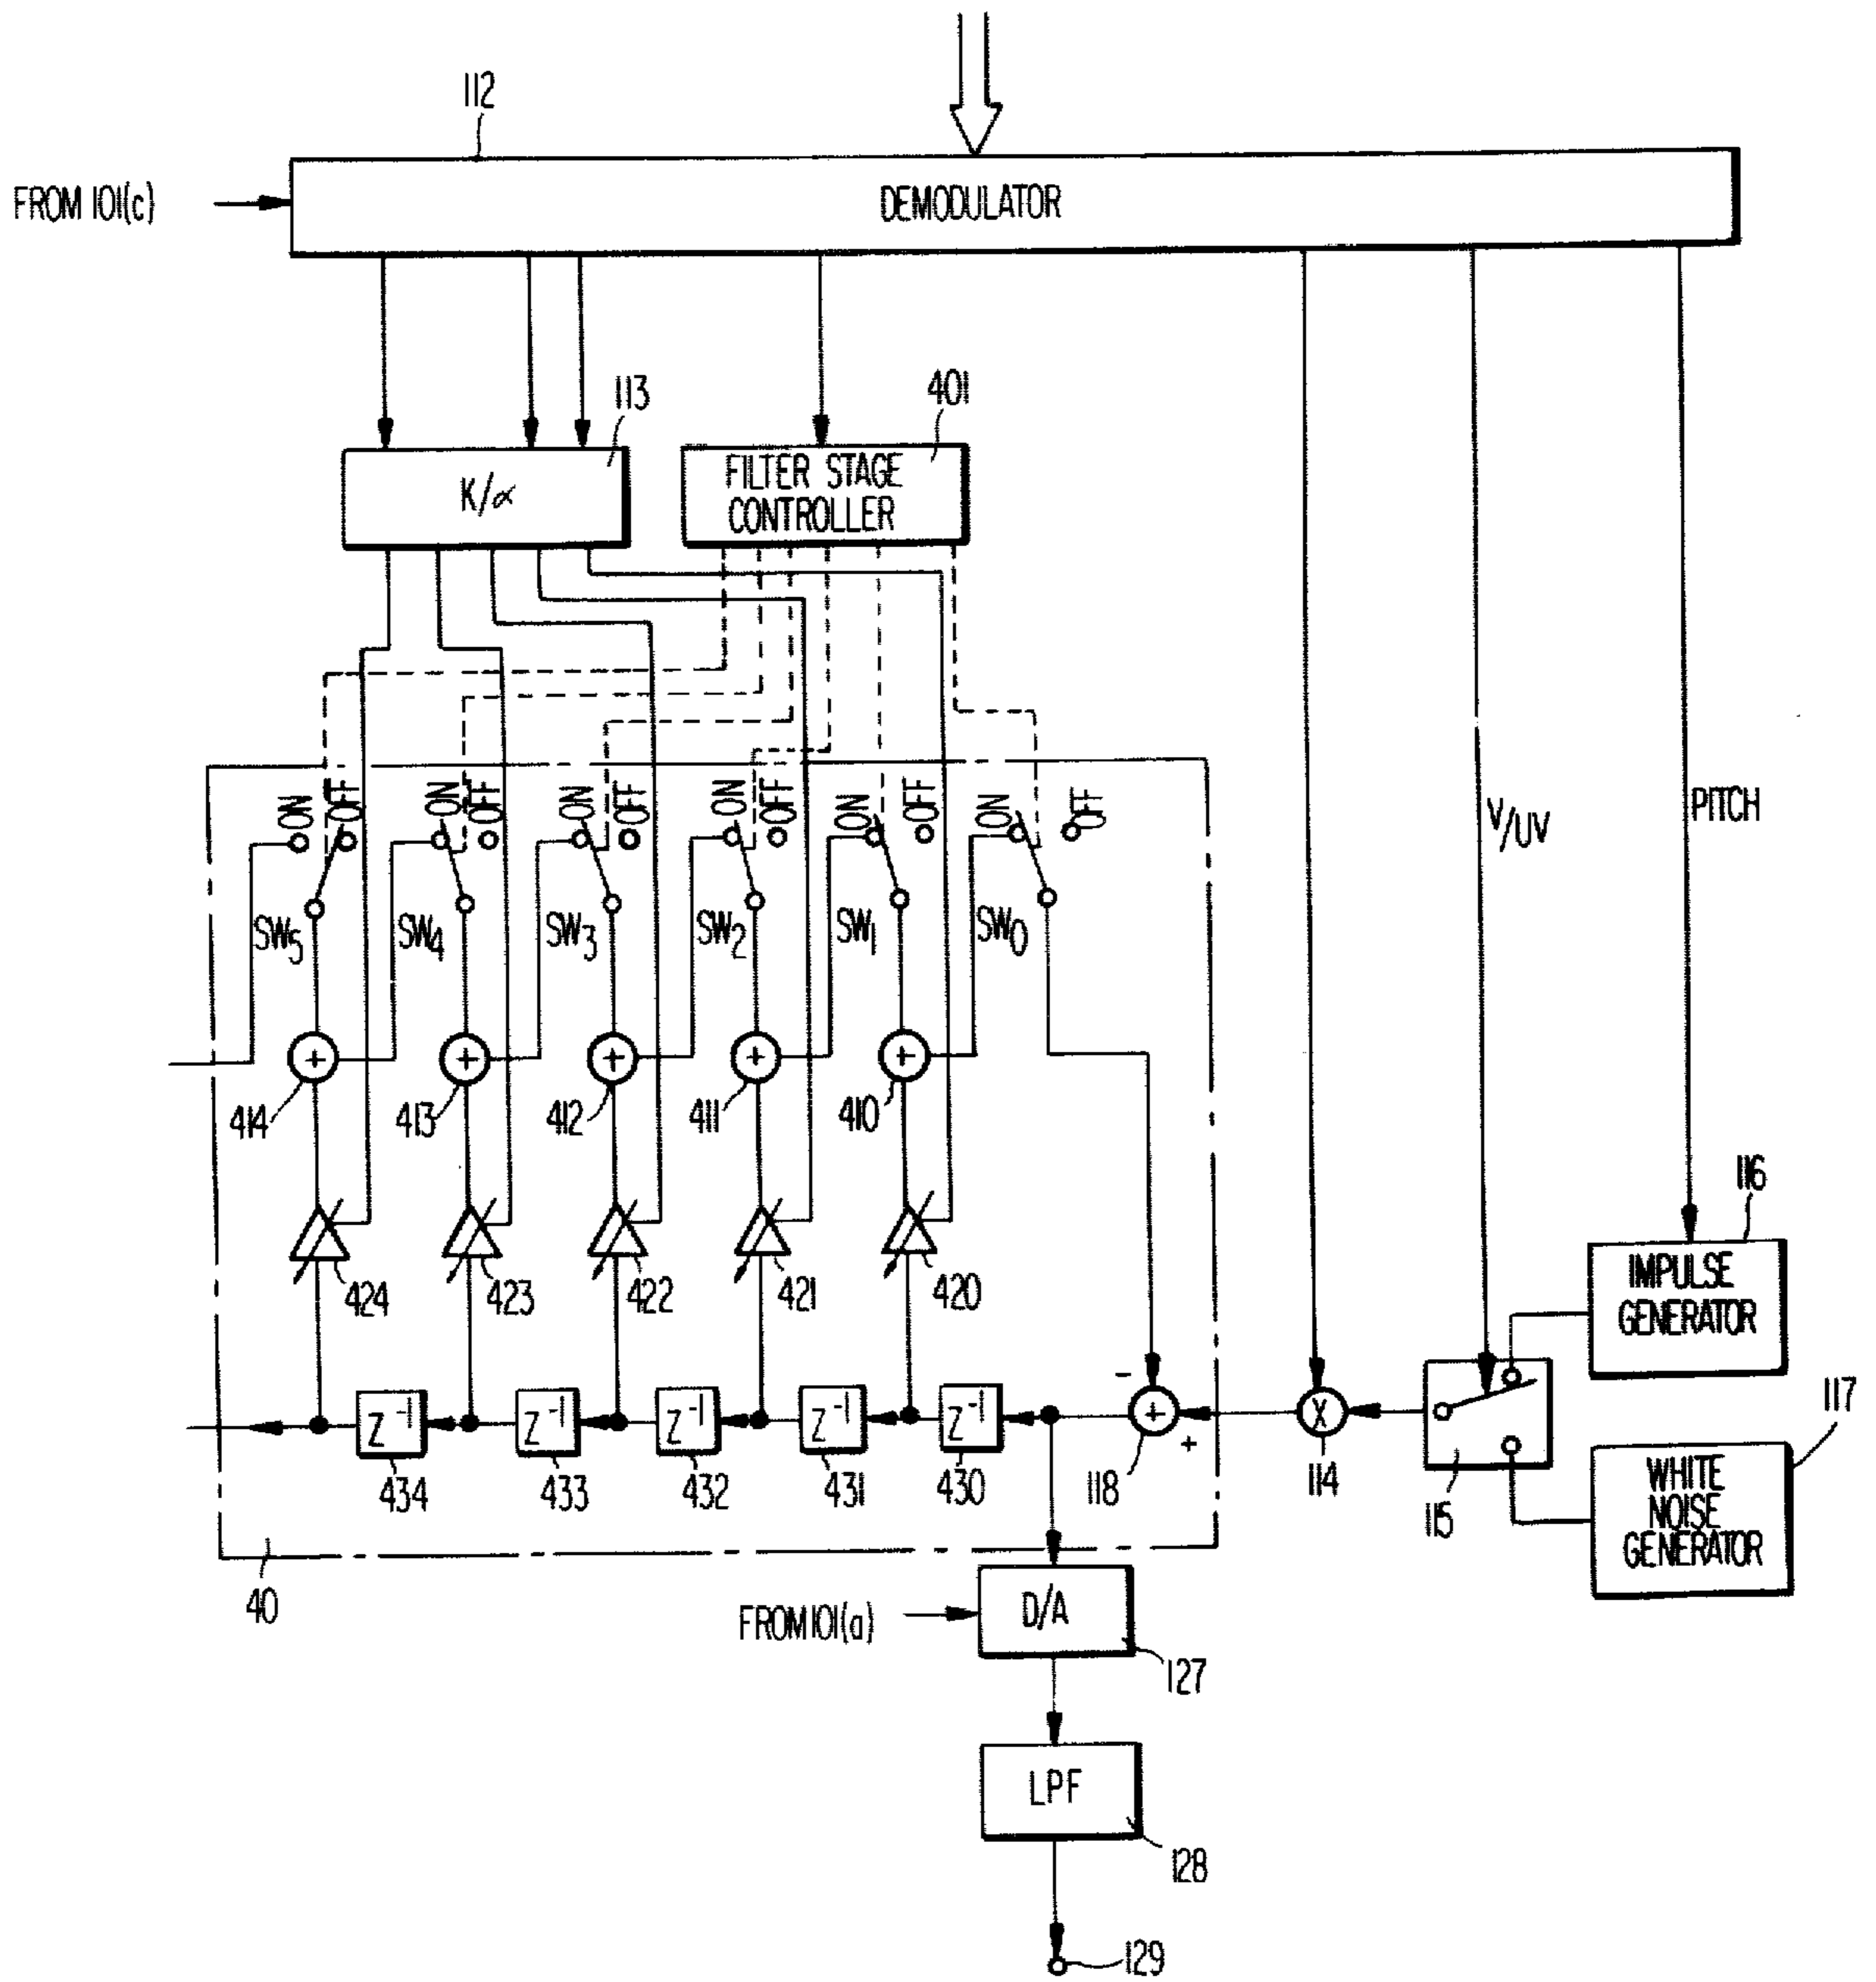 112
FROM 101(c)
DEMODULATOR
113
401
K/α
FILTER STAGE
CONTROLLER
ON
OFF
ON
OFF
ON
OFF
ON
OFF
ON
OFF
ON
OFF
V/UV
PITCH
SW5
SW4
SW3
SW2
SW1
SW0
+
+
+
+
+
414
413
412
411
410
116
IMPULSE
GENERATOR
424
423
422
421
420
117
-
Z-1
Z-1
Z-1
Z-1
Z-1
+
+
X
434
433
432
431
430
118
114
115
WHITE
NOISE
GENERATOR
40
FROM 101(a)
D/A
127
LPF
128
129